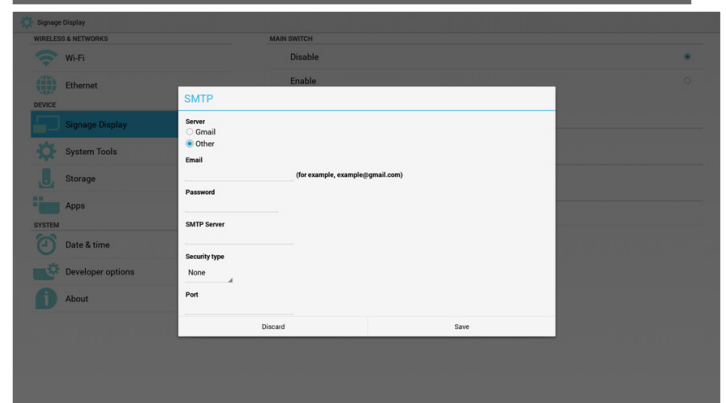 Signage Display
WIRELESS & NETWORKS
MAIN SWITCH
Wi-Fi
Disable
Ethernet
Enable
DEVICE
Signage Display
System Tools
Storage
Apps
SYSTEM
Date & time
Developer options
About
SMTP
Server
Gmail
Other
Email
(for example, example@gmail.com)
Password
SMTP Server
Security type
None
Port
Discard
Save